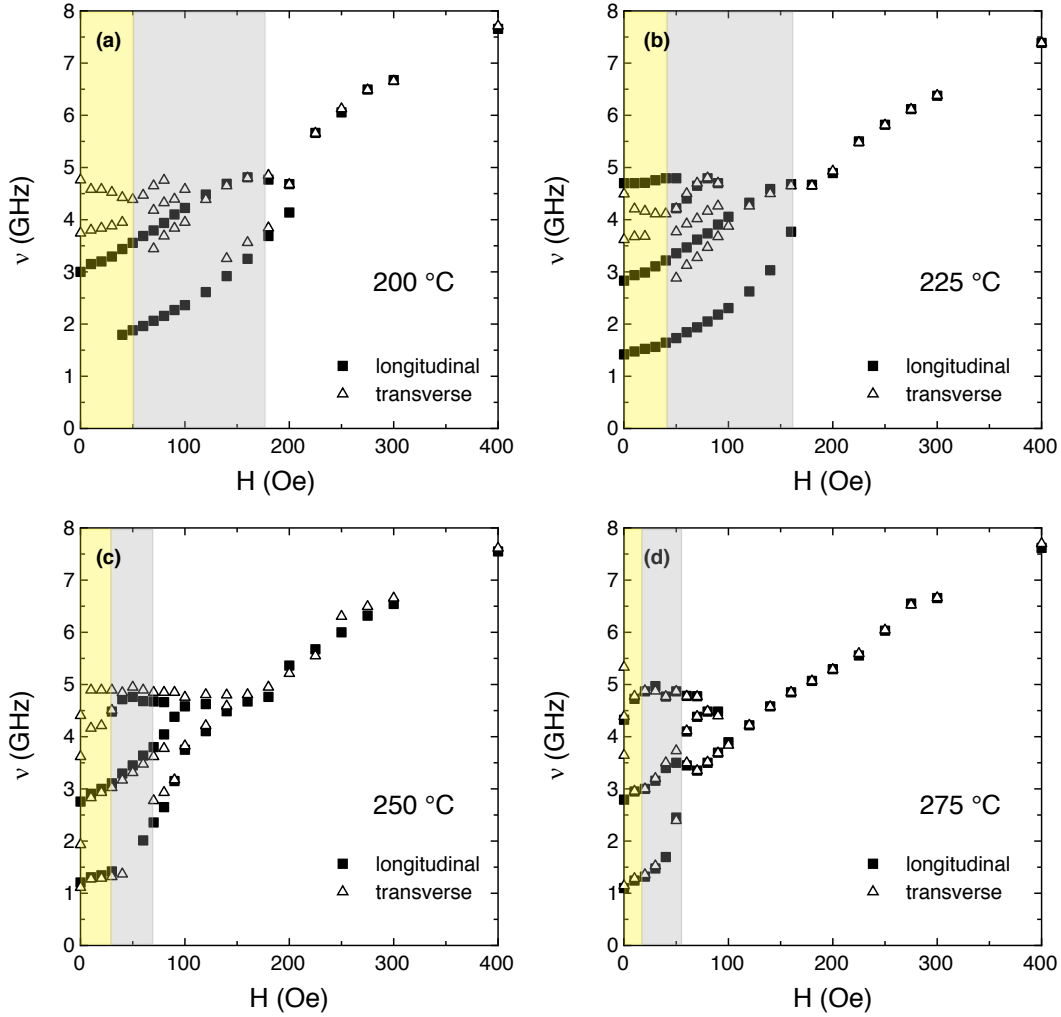 (a)
8
7
6
5
4
3
2
1
0
ν (GHz)
200 °C
longitudinal
transverse
0 100 200 300 400
H (Oe)
(b)
8
7
6
5
4
3
2
1
0
ν (GHz)
225 °C
longitudinal
transverse
0 100 200 300 400
H (Oe)
(c)
8
7
6
5
4
3
2
1
0
ν (GHz)
250 °C
longitudinal
transverse
0 100 200 300 400
H (Oe)
(d)
8
7
6
5
4
3
2
1
0
ν (GHz)
275 °C
longitudinal
transverse
0 100 200 300 400
H (Oe)